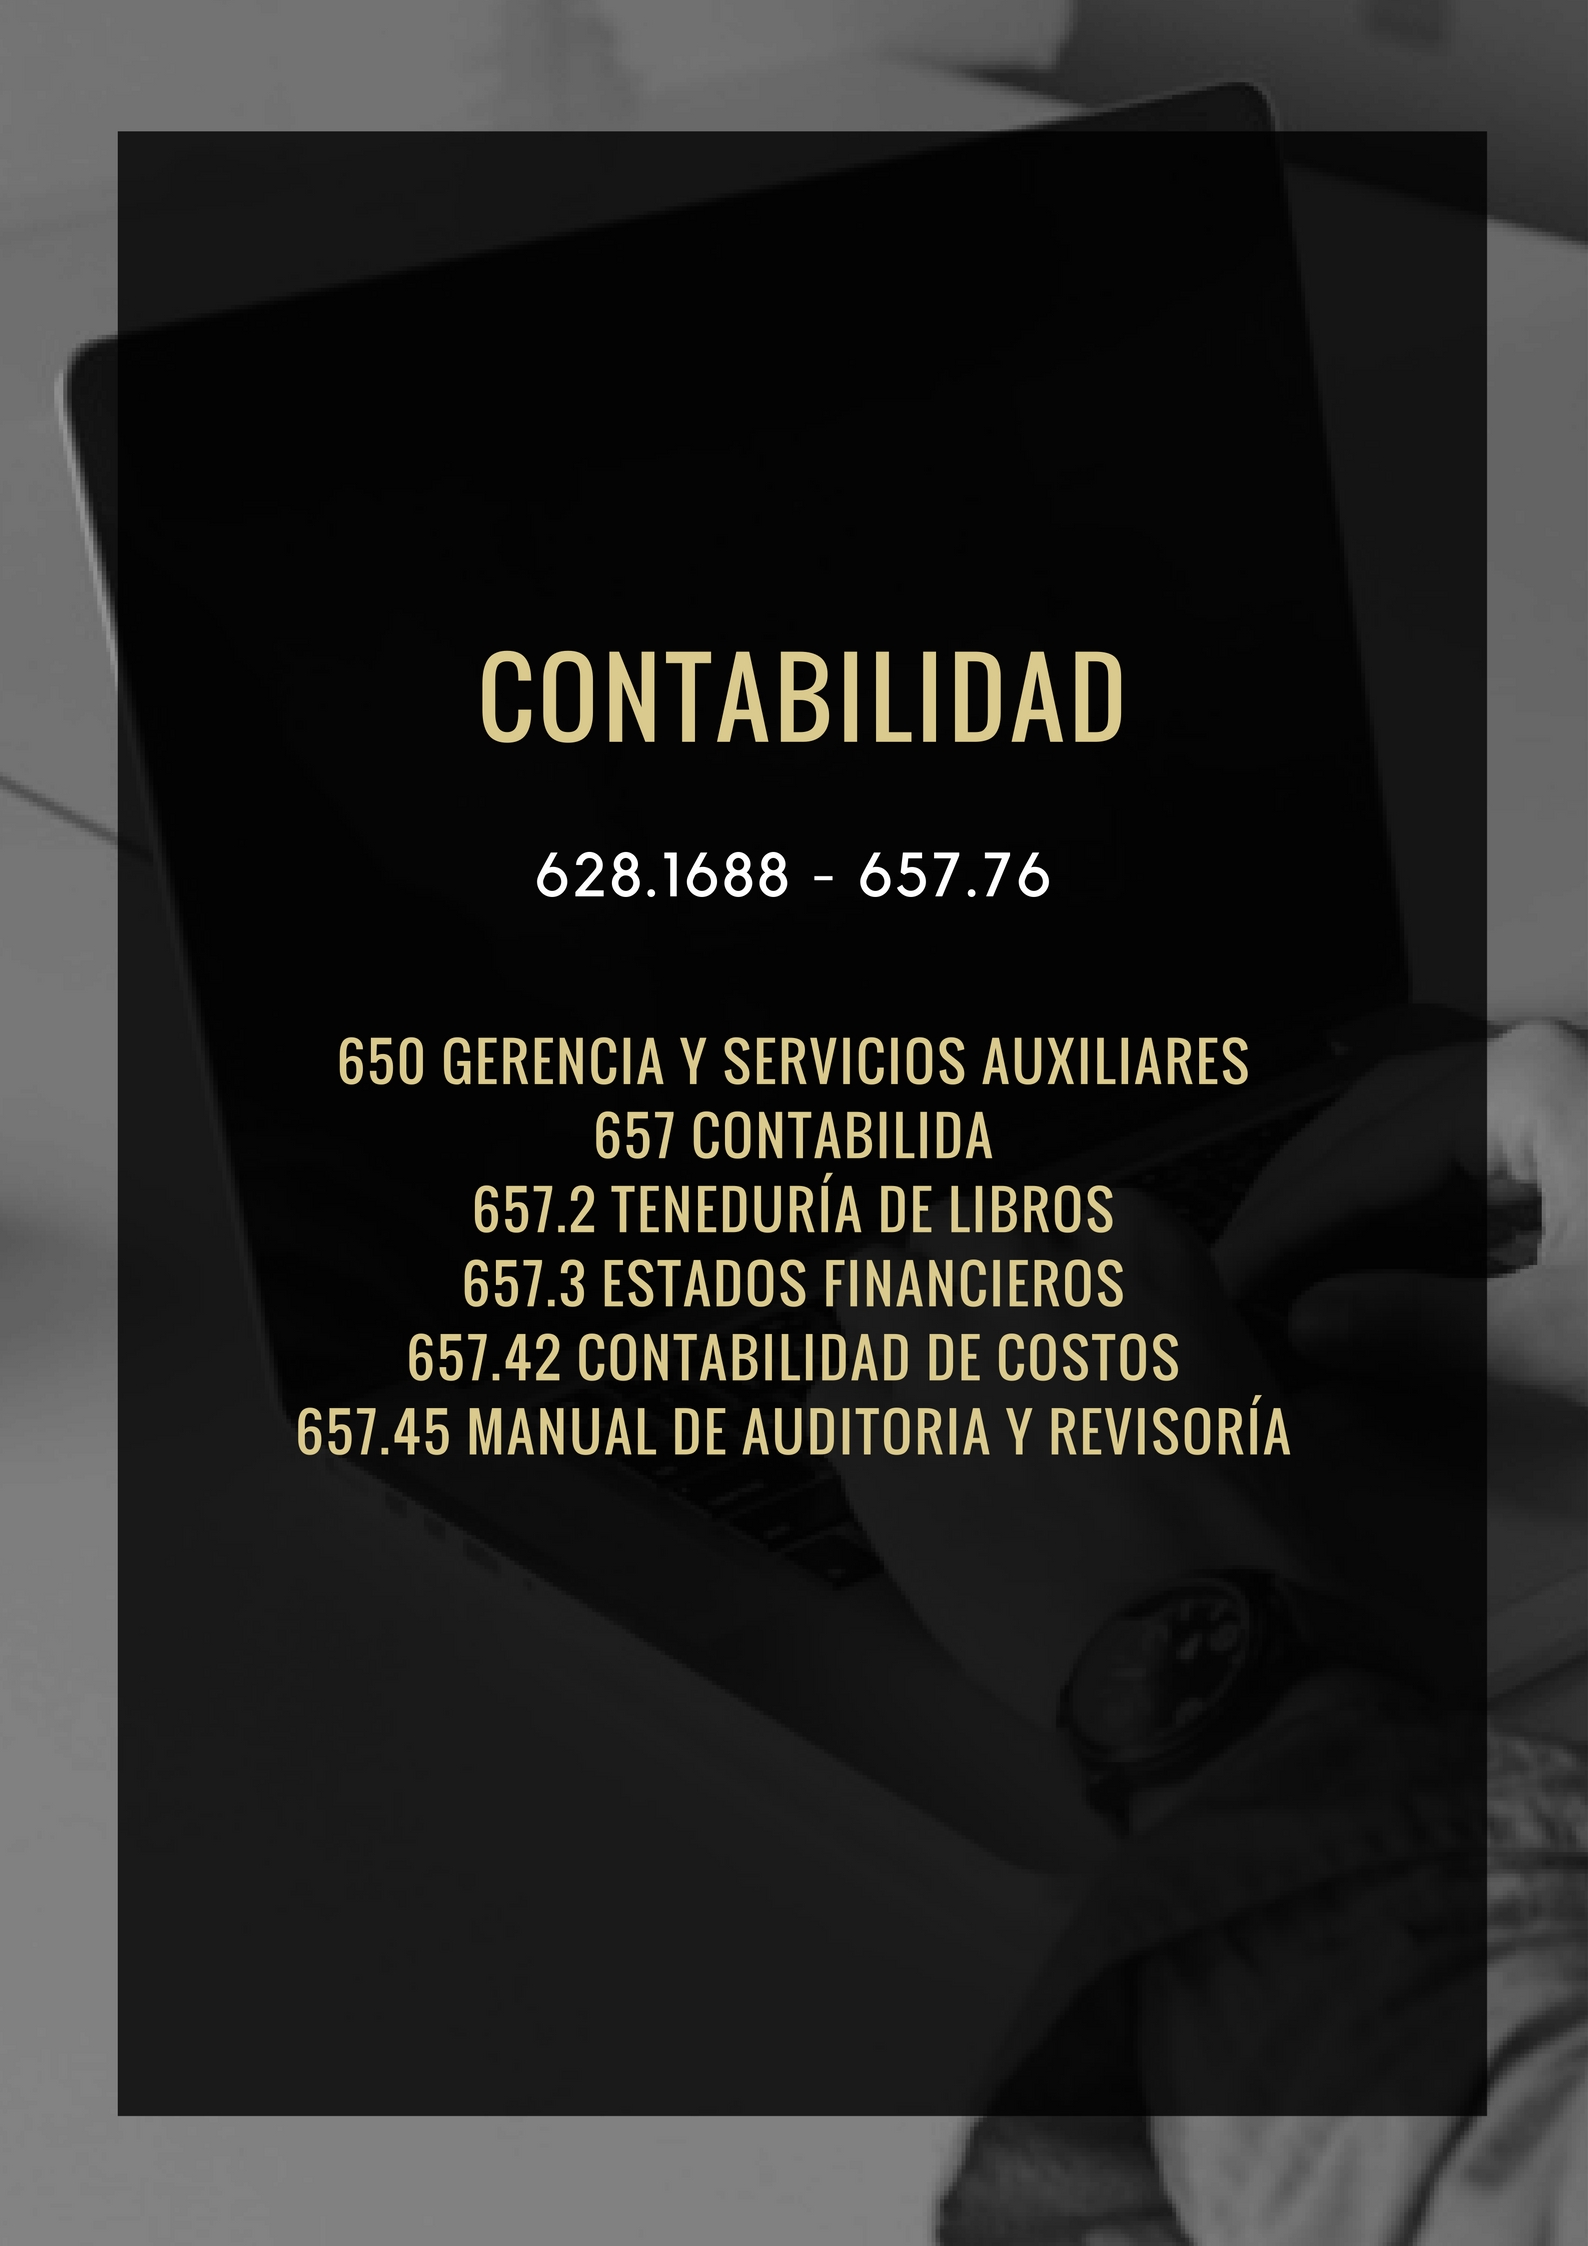 CONTABILIDAD
628.1688 - 657.76
650 GERENCIA Y SERVICIOS AUXILIARES
657 CONTABILIDA
657.2 TENEDURÍA DE LIBROS
657.3 ESTADOS FINANCIEROS
657.42 CONTABILIDAD DE COSTOS
657.45 MANUAL DE AUDITORIA Y REVISORÍA